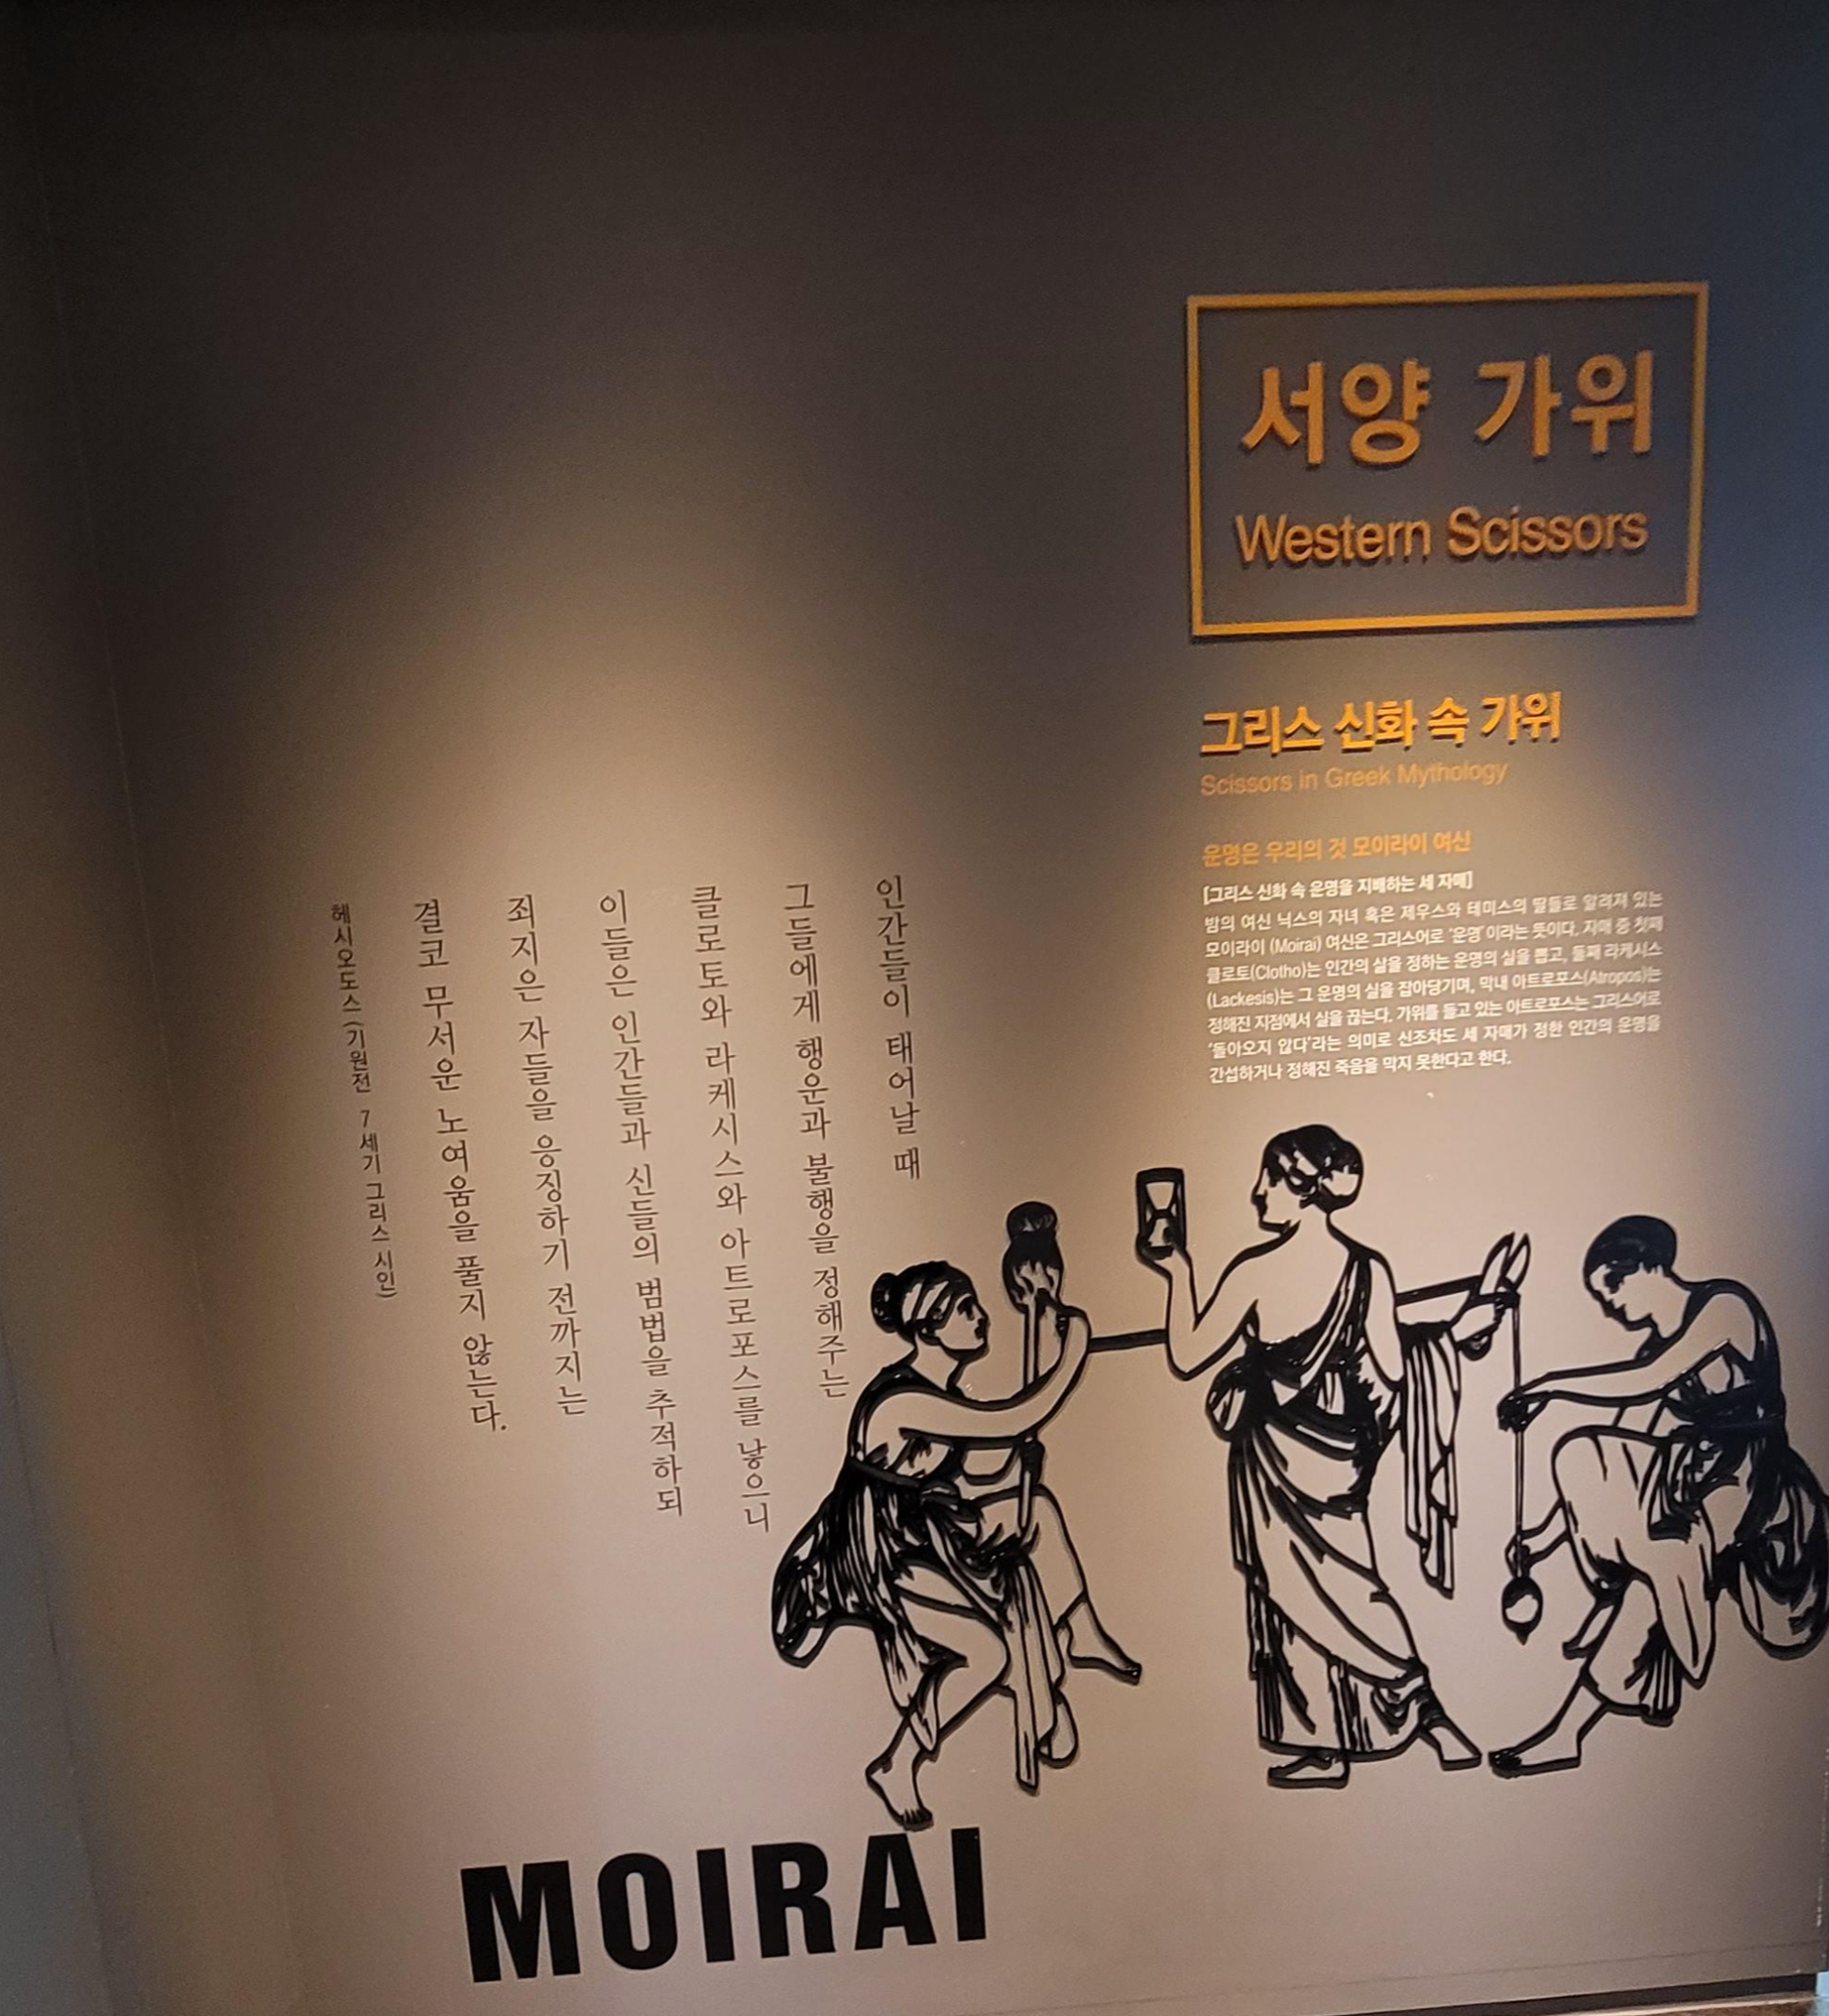 서양 가위
Western Scissors
그리스 신화 속 가위
Scissors in Greek Mythology
운명은 우리의 것 모이라이 여신
[그리스 신화 속 운명을 지배하는 세 자매]
밤의 여신 닉스의 자녀 혹은 제우스와 테미스의 딸들로 알려져 있는
모이라이 (Moirai) 여신은 그리스어로 '운명'이라는 뜻이다. 자매 중 첫째
클로트(Clotho)는 인간의 삶을 정하는 운명의 실을 뽑고, 둘째 라케시스
(Lackesis)는 그 운명의 실을 잡아당기며, 막내 아트로포스(Atropos)는
정해진 지점에서 실을 끊는다. 가위를 들고 있는 아트로포스는 그리스어로
'돌아오지 않다'라는 의미로 신조차도 세 자매가 정한 인간의 운명을
간섭하거나 정해진 죽음을 막지 못한다고 한다.
인간들이 태어날 때
그들에게 행운과 불행을 정해주는
클로토와 라케시스와 아트로포스를 낳으니
이들은 인간들과 신들의 범법을 추적하되
죄지은 자들을 응징하기 전까지는
결코 무서운 노여움을 풀지 않는다.
헤시오도스(기원전 7세기 그리스 시인)
MOIRAI